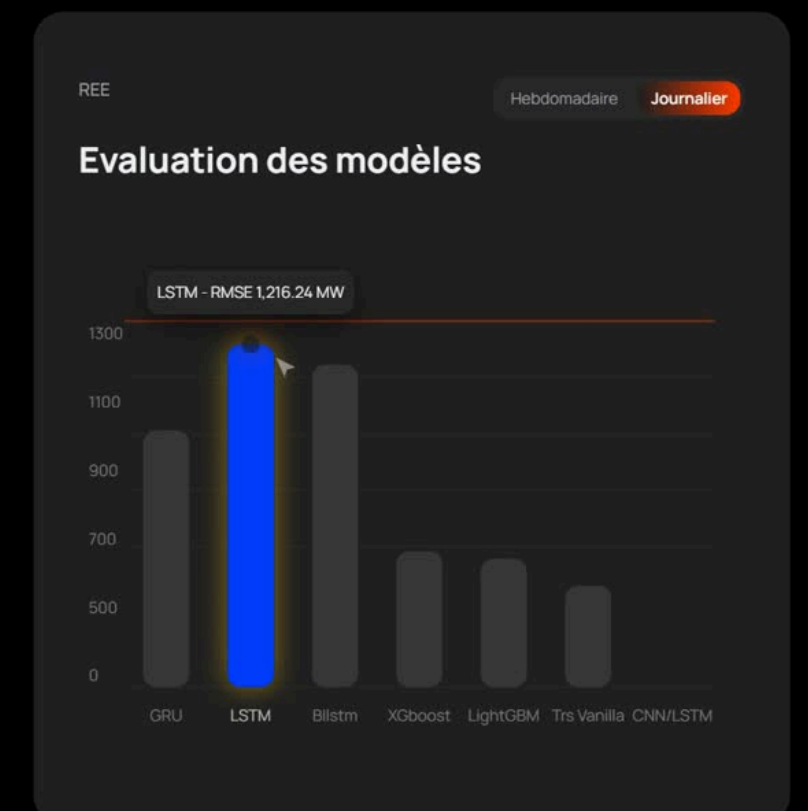 REE
Hebdomadaire Journalier
Evaluation des modèles
LSTM - RMSE 1,216.24 MW
1300
1100
900
700
500
0
GRU LSTM BIlstm XGboost LightGBM Trs Vanilla CNN/LSTM